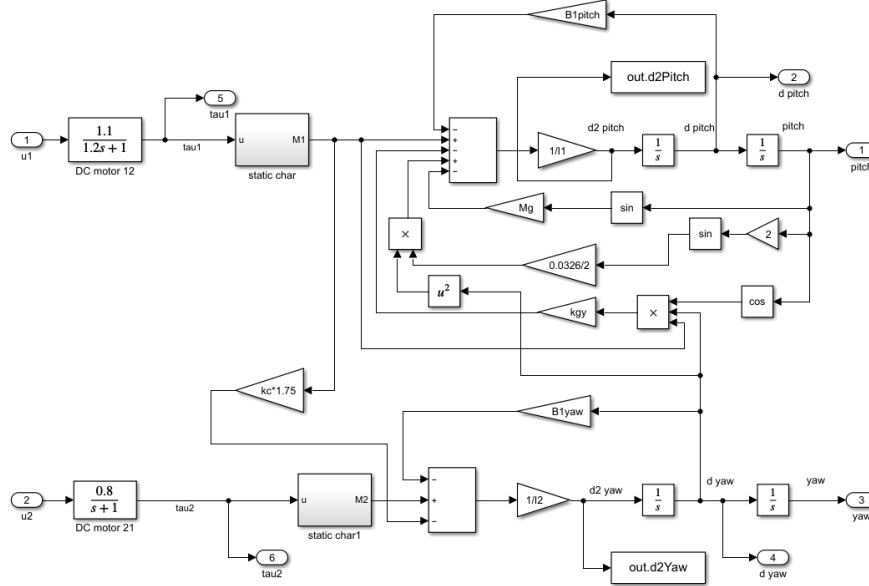 B1pitch
out.d2Pitch
2
d pitch
5
tau1
1
u1
1.1
1.2s + 1
DC motor 12
tau1
u
M1
static char
−
+
−
+
−
1/I1
d2 pitch
1
s
d pitch
1
s
pitch
1
pitch
Mg
sin
×
sin
2
0.0326/2
u²
kgy
×
cos
kc*1.75
B1yaw
2
u2
0.8
s + 1
DC motor 21
tau2
u
M2
static char1
−
+
−
1/I2
d2 yaw
1
s
d yaw
1
s
yaw
3
yaw
6
tau2
out.d2Yaw
4
d yaw